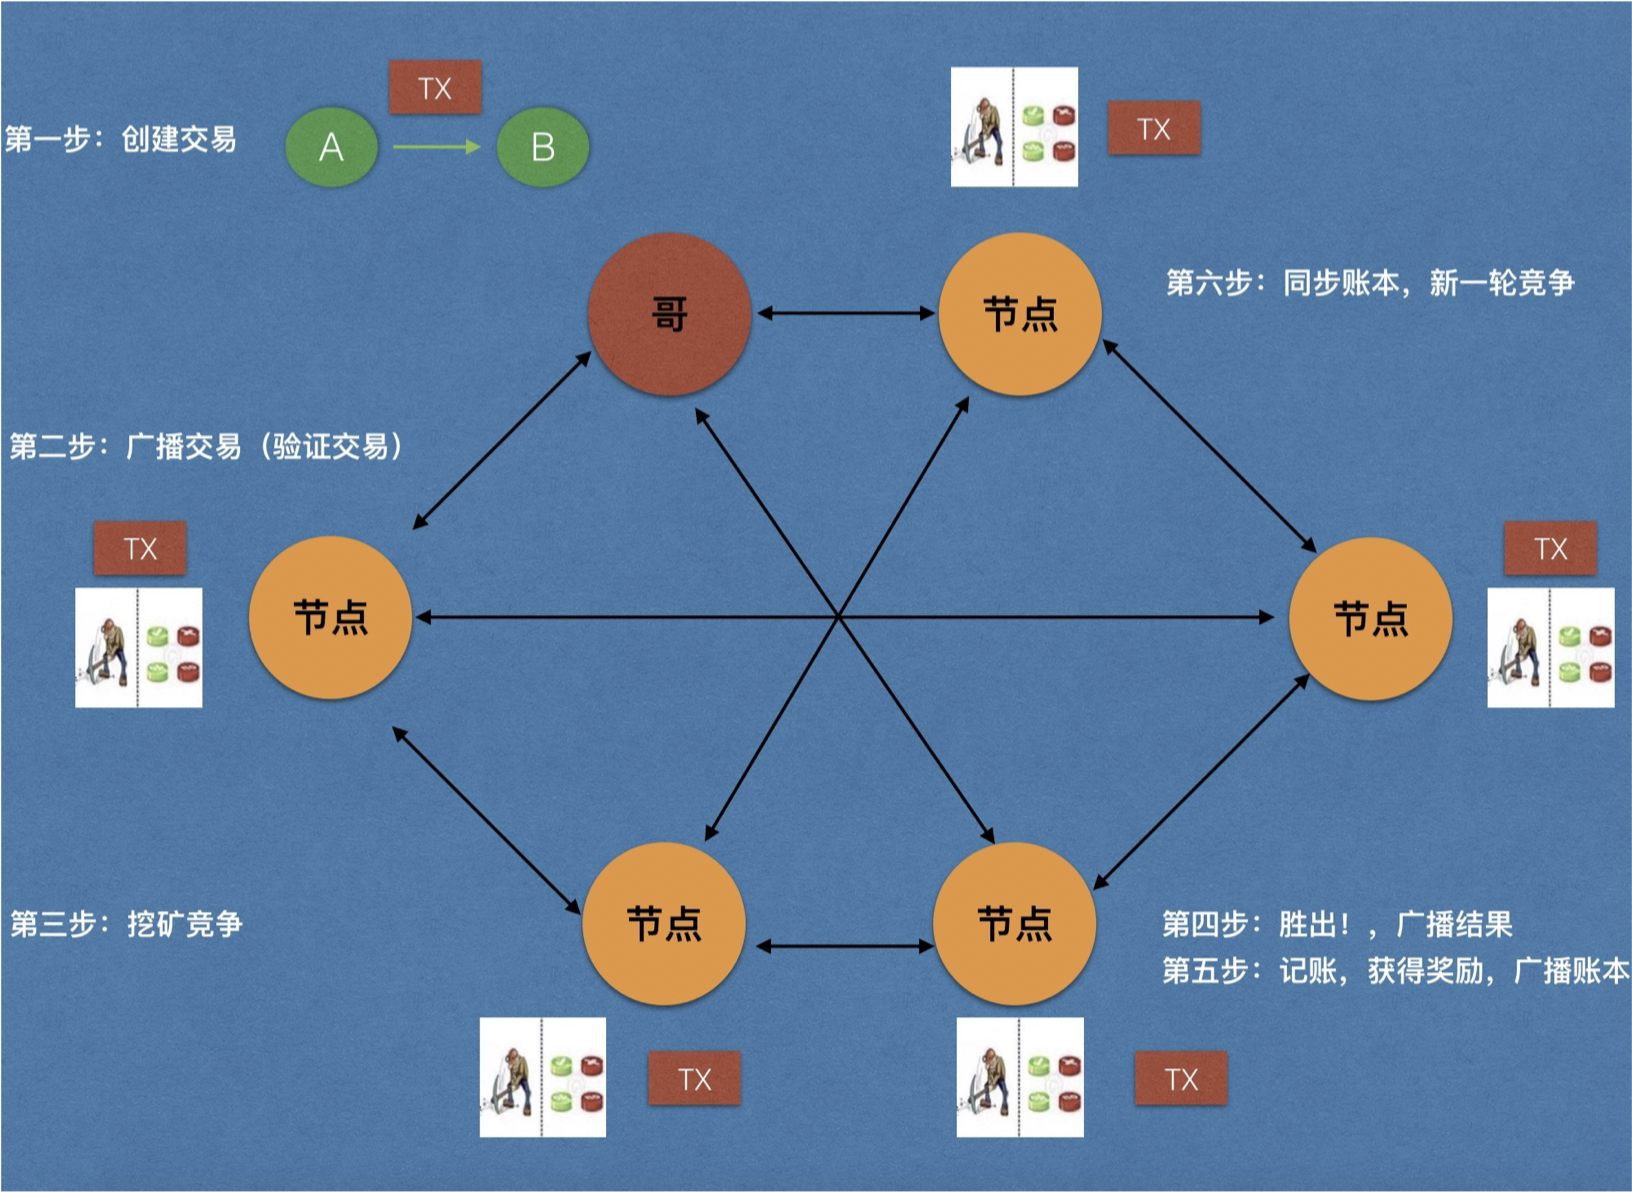 TX
第一步：创建交易
A
B
TX
哥
节点
第六步：同步账本，新一轮竞争
第二步：广播交易（验证交易）
TX
节点
节点
TX
第三步：挖矿竞争
节点
节点
第四步：胜出！，广播结果
第五步：记账，获得奖励，广播账本
TX
TX